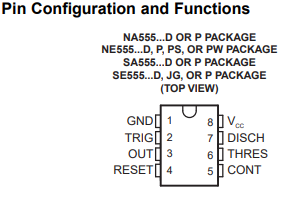 Pin Configuration and Functions
NA555...D OR P PACKAGE
NE555...D, P, PS, OR PW PACKAGE
SA555...D OR P PACKAGE
SE555...D, JG, OR P PACKAGE
(TOP VIEW)
GND 1 8 Vcc
TRIG 2 7 DISCH
OUT 3 6 THRES
RESET 4 5 CONT